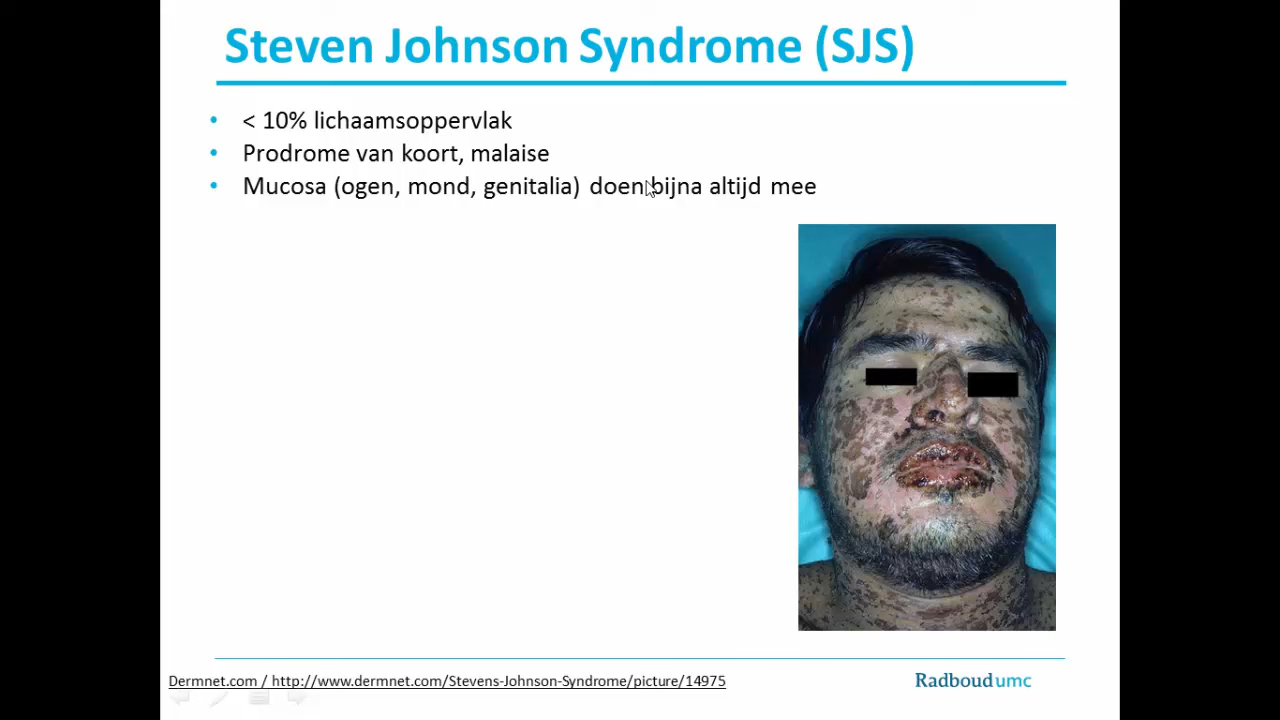 Steven Johnson Syndrome (SJS)
• < 10% lichaamsoppervlak
• Prodrome van koort, malaise
• Mucosa (ogen, mond, genitalia) doen bijna altijd mee
Dermnet.com / http://www.dermnet.com/Stevens-Johnson-Syndrome/picture/14975
Radboudumc